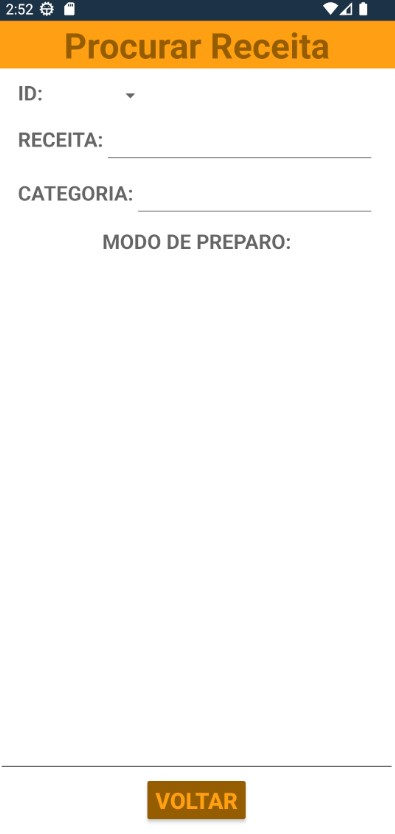 2:52
Procurar Receita
ID:
RECEITA:
CATEGORIA:
MODO DE PREPARO:
VOLTAR